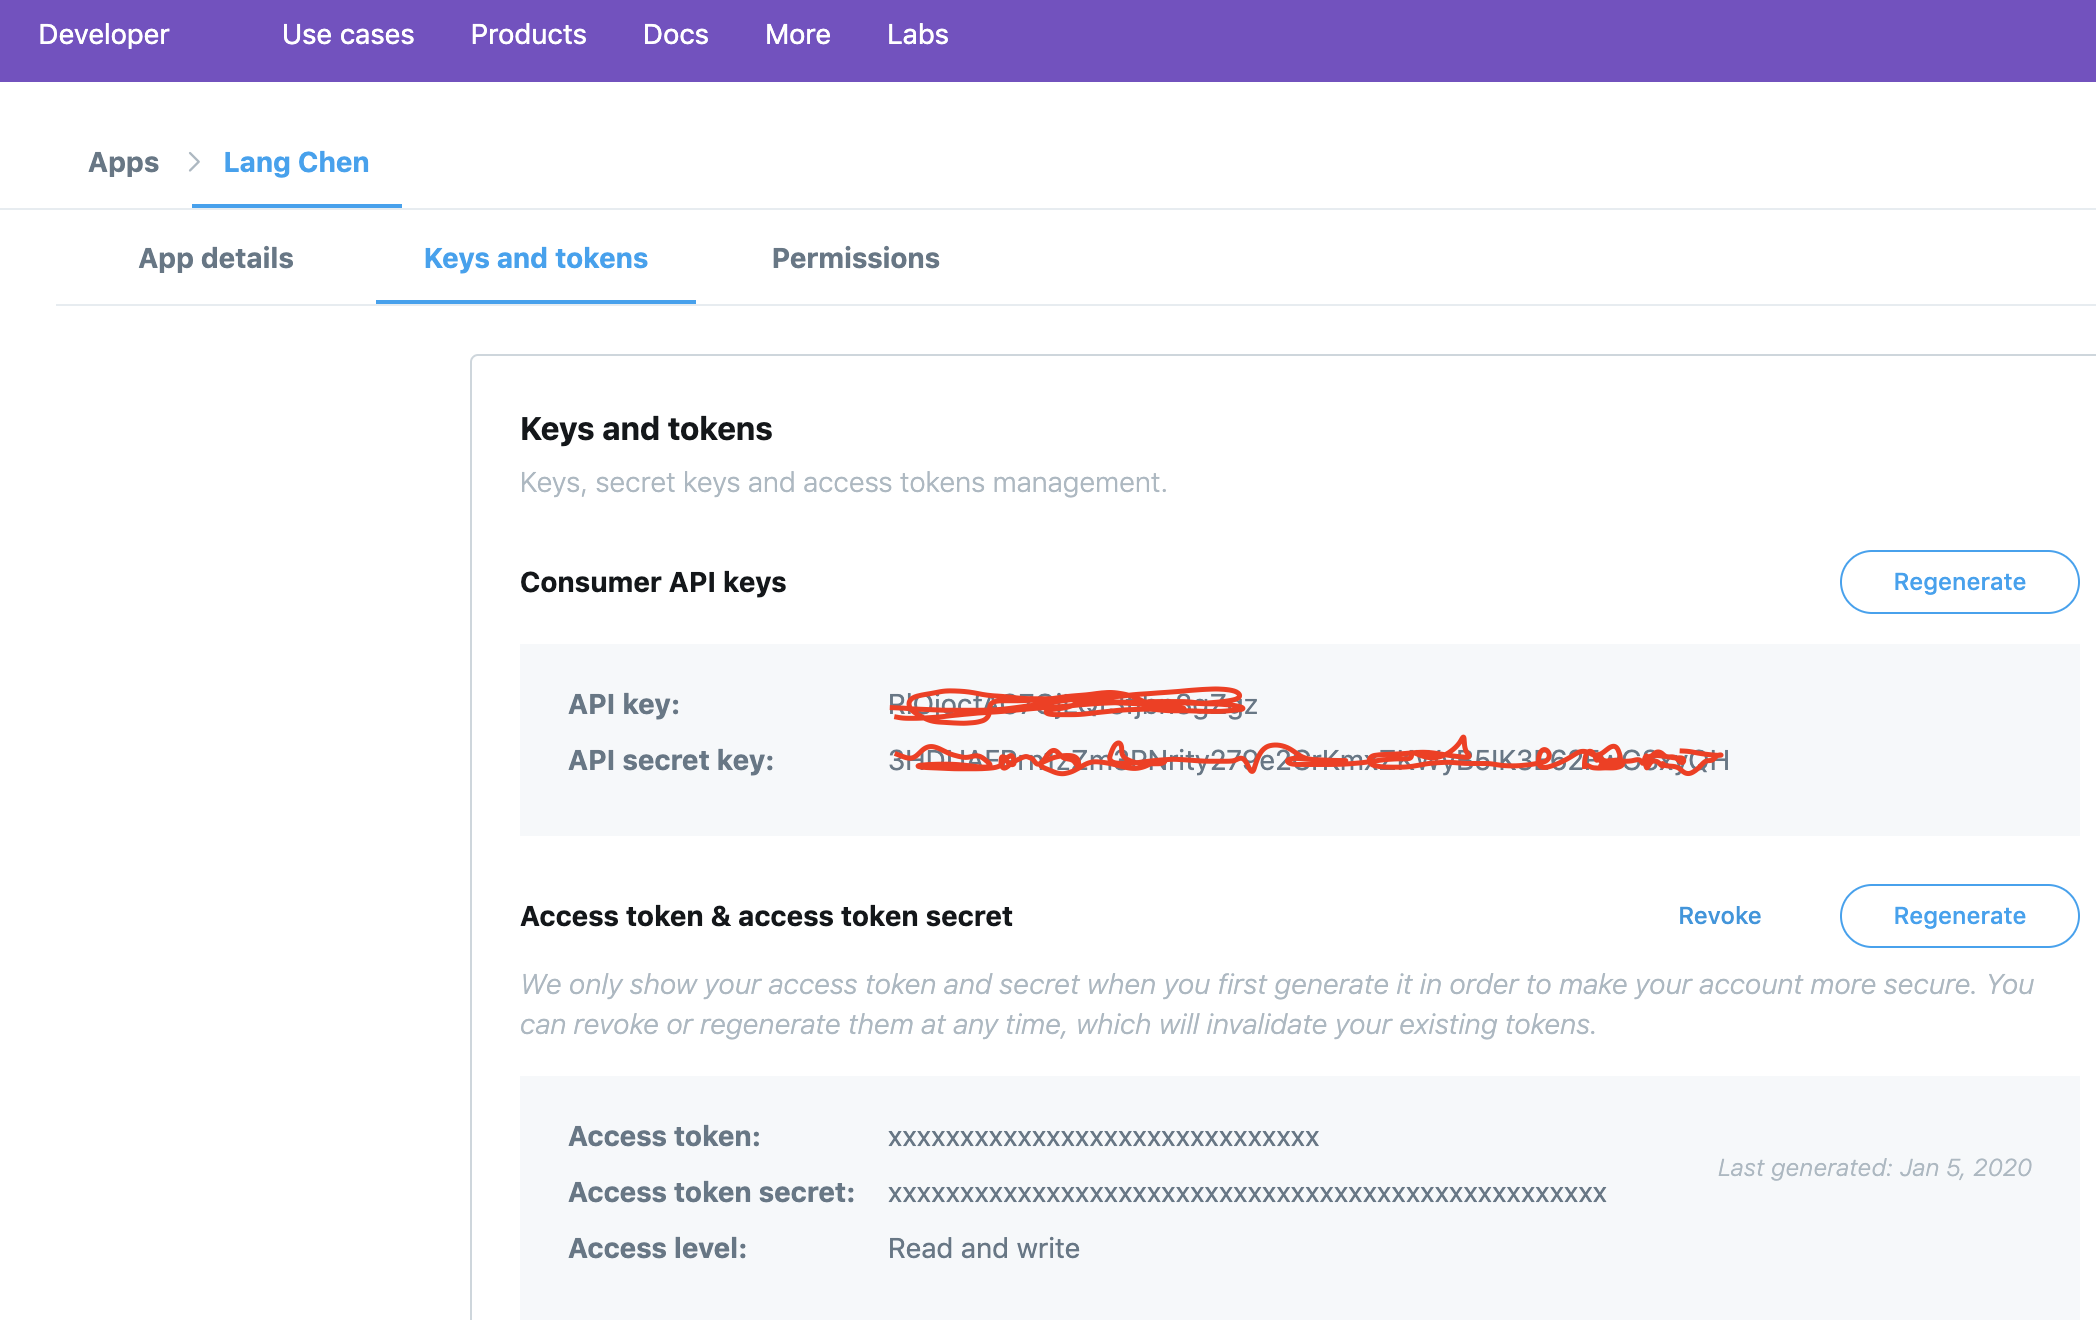 Developer Use cases Products Docs More Labs
Apps > Lang Chen
App details Keys and tokens Permissions
Keys and tokens
Keys, secret keys and access tokens management.
Consumer API keys Regenerate
API key:
API secret key:
Access token & access token secret Revoke Regenerate
We only show your access token and secret when you first generate it in order to make your account more secure. You
can revoke or regenerate them at any time, which will invalidate your existing tokens.
Access token: xxxxxxxxxxxxxxxxxxxxxxxxxxxxxx
Last generated: Jan 5, 2020
Access token secret: xxxxxxxxxxxxxxxxxxxxxxxxxxxxxxxxxxxxxxxxxxxxxxxxxx
Access level: Read and write